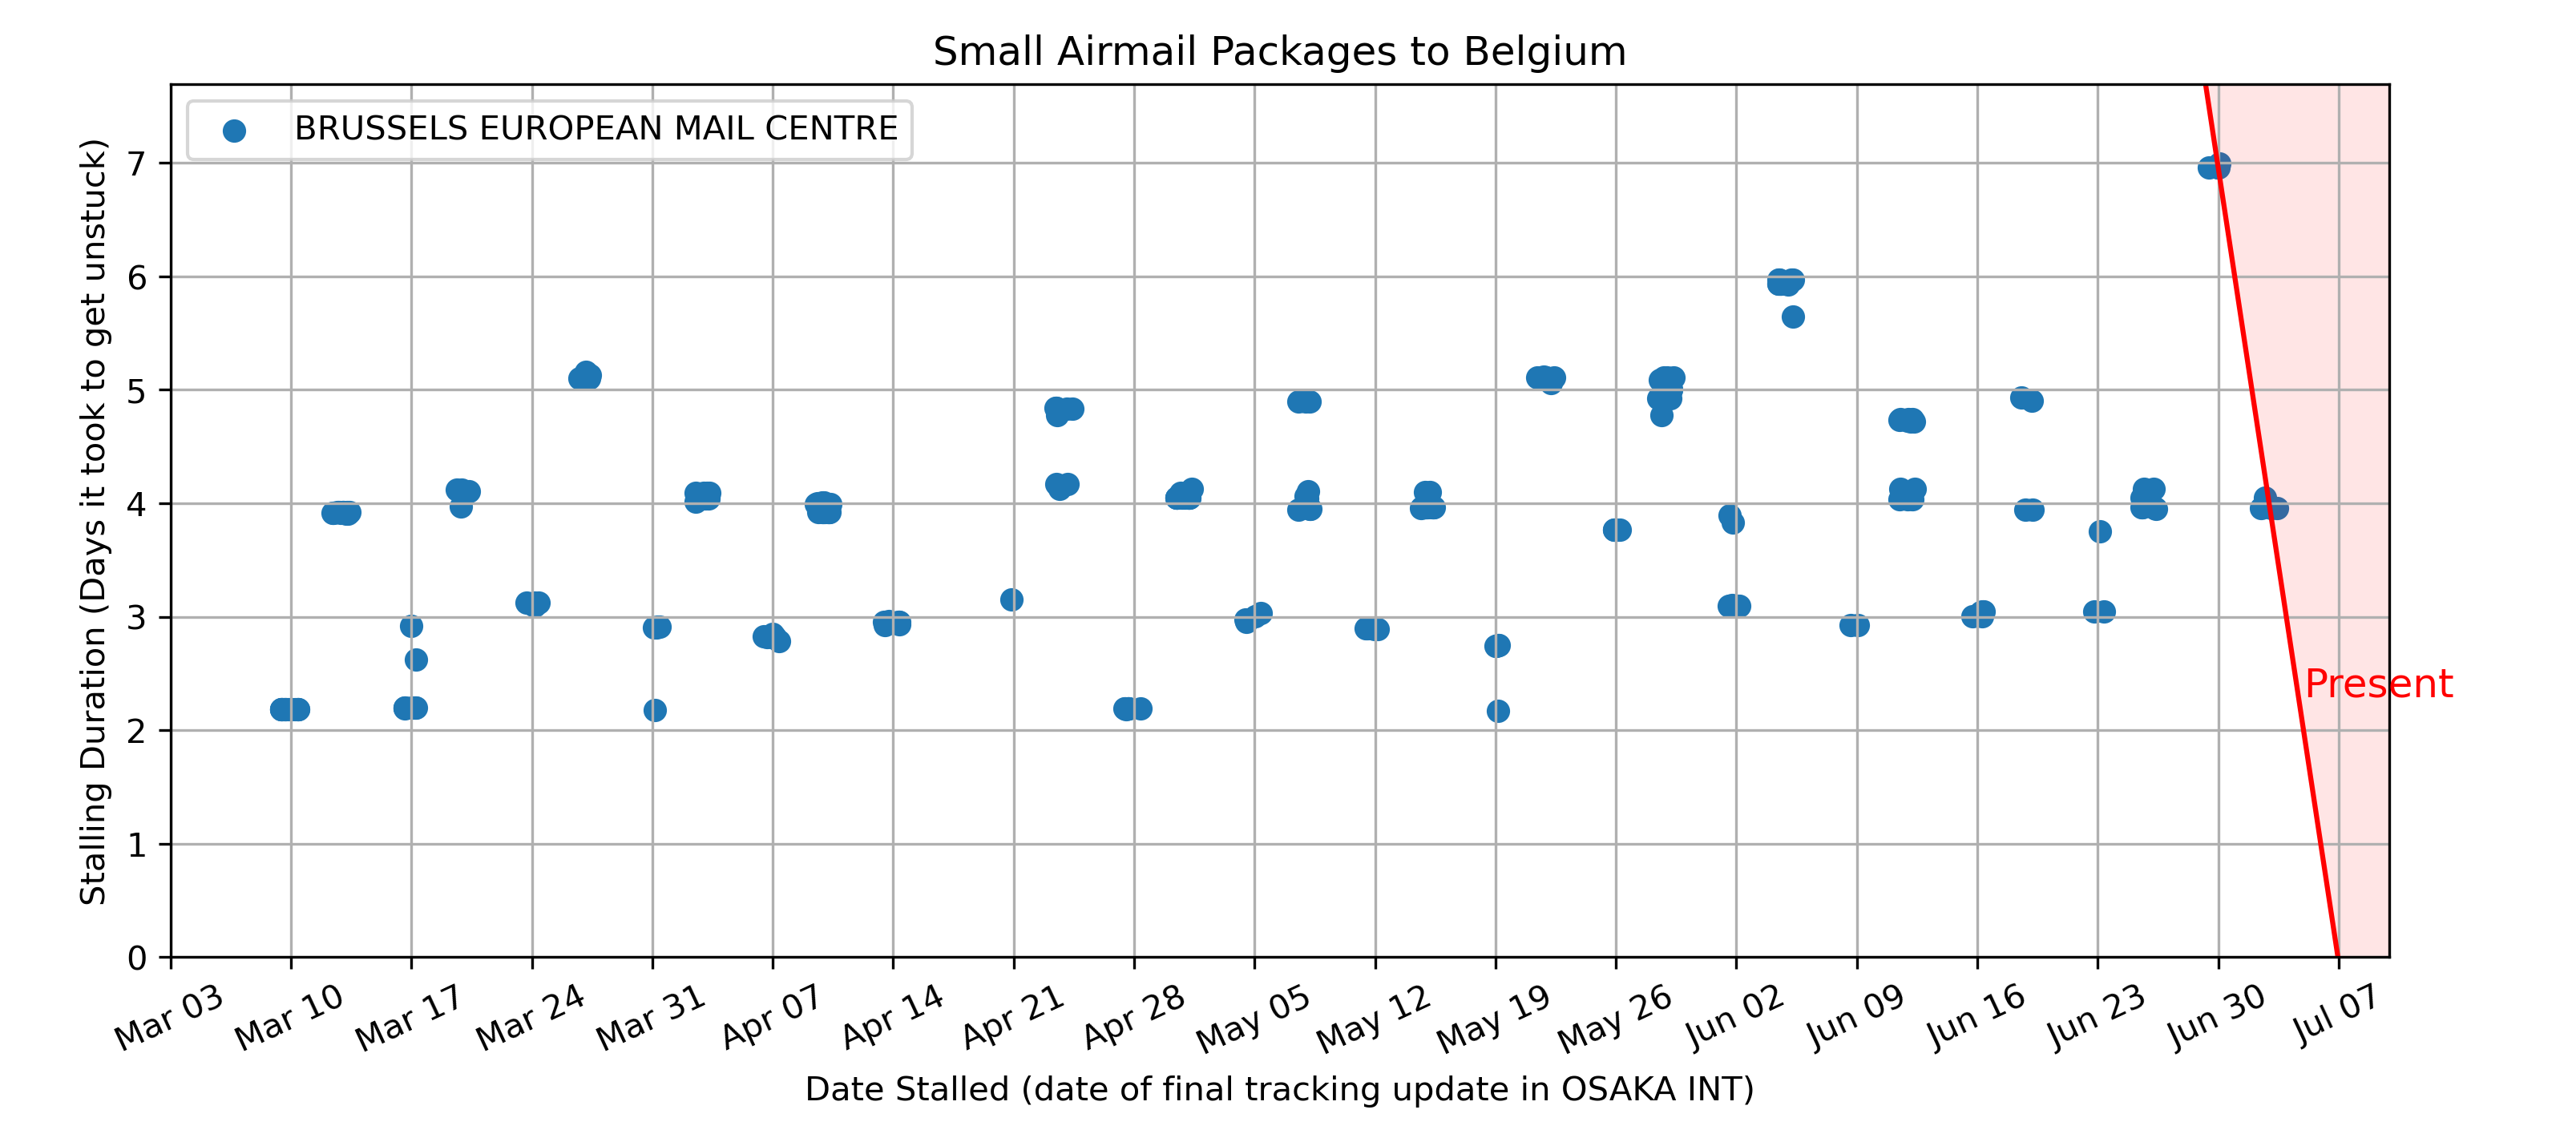 Small Airmail Packages to Belgium
BRUSSELS EUROPEAN MAIL CENTRE
Stalling Duration (Days it took to get unstuck)
7
6
5
4
3
2
1
0
Present
Mar 03
Mar 10
Mar 17
Mar 24
Mar 31
Apr 07
Apr 14
Apr 21
Apr 28
May 05
May 12
May 19
May 26
Jun 02
Jun 09
Jun 16
Jun 23
Jun 30
Jul 07
Date Stalled (date of final tracking update in OSAKA INT)